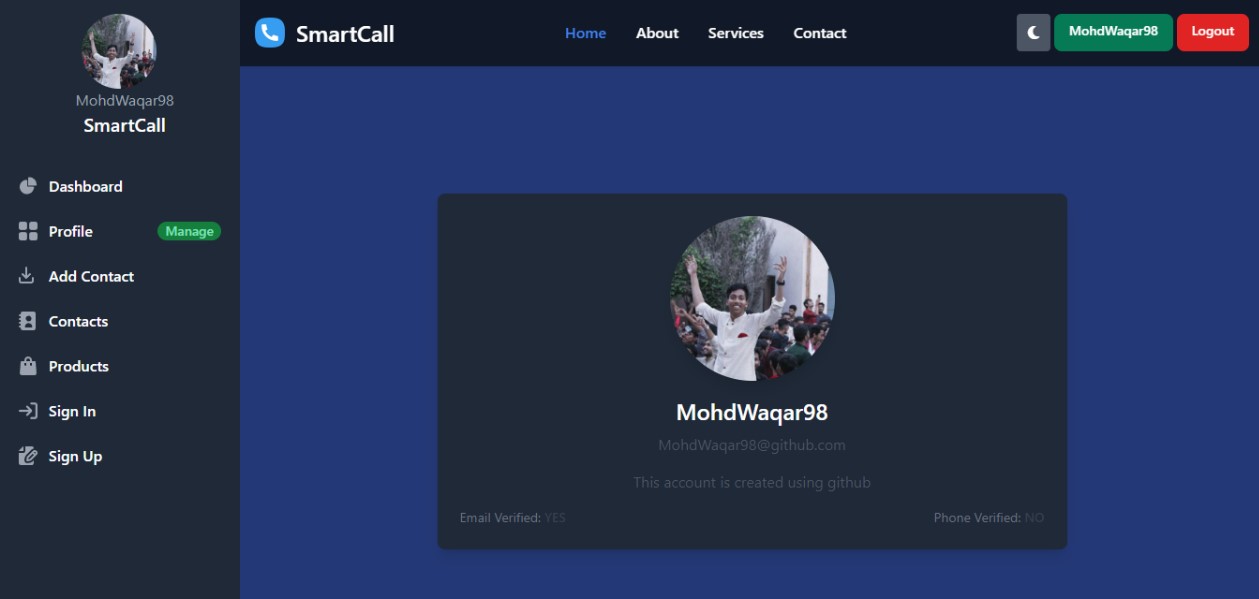 MohdWaqar98
SmartCall
Dashboard
Profile Manage
Add Contact
Contacts
Products
Sign In
Sign Up
SmartCall Home About Services Contact MohdWaqar98 Logout
MohdWaqar98
MohdWaqar98@github.com
This account is created using github
Email Verified: YES Phone Verified: NO